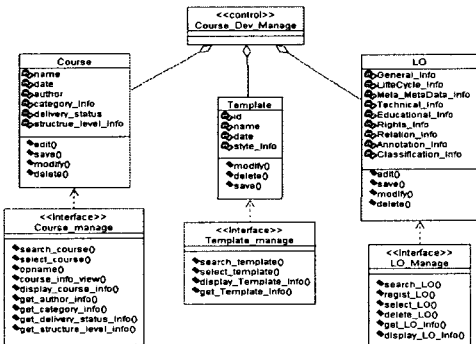 <<control>>
Course_Dev_Manage
Course
name
date
author
category_Info
delivery_status
structrue_level_Info
edit()
save()
modify()
delete()
<<Interface>>
Course_manage
search_course()
select_course()
opname()
course_info_view()
display_course_info()
get_author_info()
get_category_info()
get_delivery_status_Info()
get_structure_level_info()
Template
id
name
date
style_Info
modify()
delete()
save()
<<Interface>>
Template_manage
search_template()
select_template()
display_Template_Info()
get_Template_Info()
LO
General_Info
LifteCycle_Info
Meta_MetaData_Info
Technical_Info
Educational_Info
Rights_Info
Relation_Info
Annotation_Info
Classification_Info
edit()
save()
modify()
delete()
<<Interface>>
LO_Manage
search_LO()
regist_LO()
select_LO()
delete_LO()
get_LO_Info()
display_LO_Info()